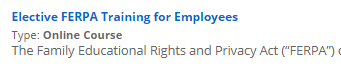 Elective FERPA Training for Employees
Type: Online Course
The Family Educational Rights and Privacy Act (“FERPA”)